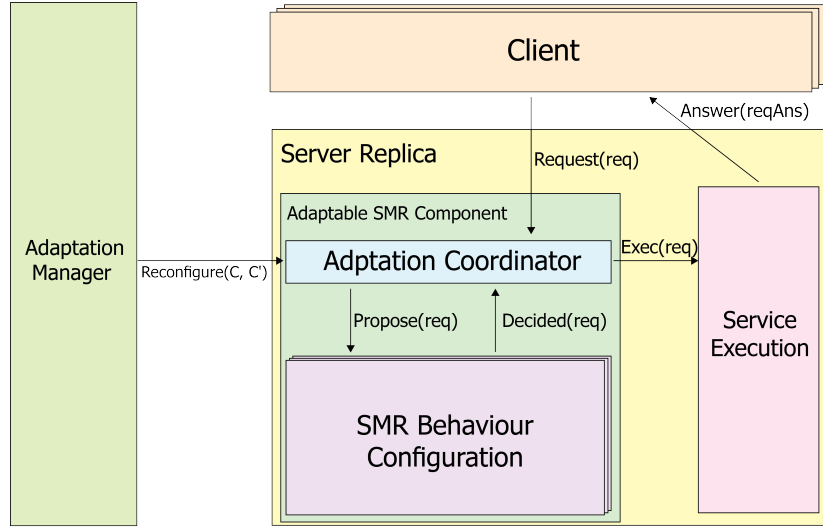 Client
Answer(reqAns)
Server Replica
Request(req)
Adaptable SMR Component
Adaptation
Manager
Reconfigure(C, C')
Adptation Coordinator
Exec(req)
Propose(req)
Decided(req)
Service
Execution
SMR Behaviour
Configuration